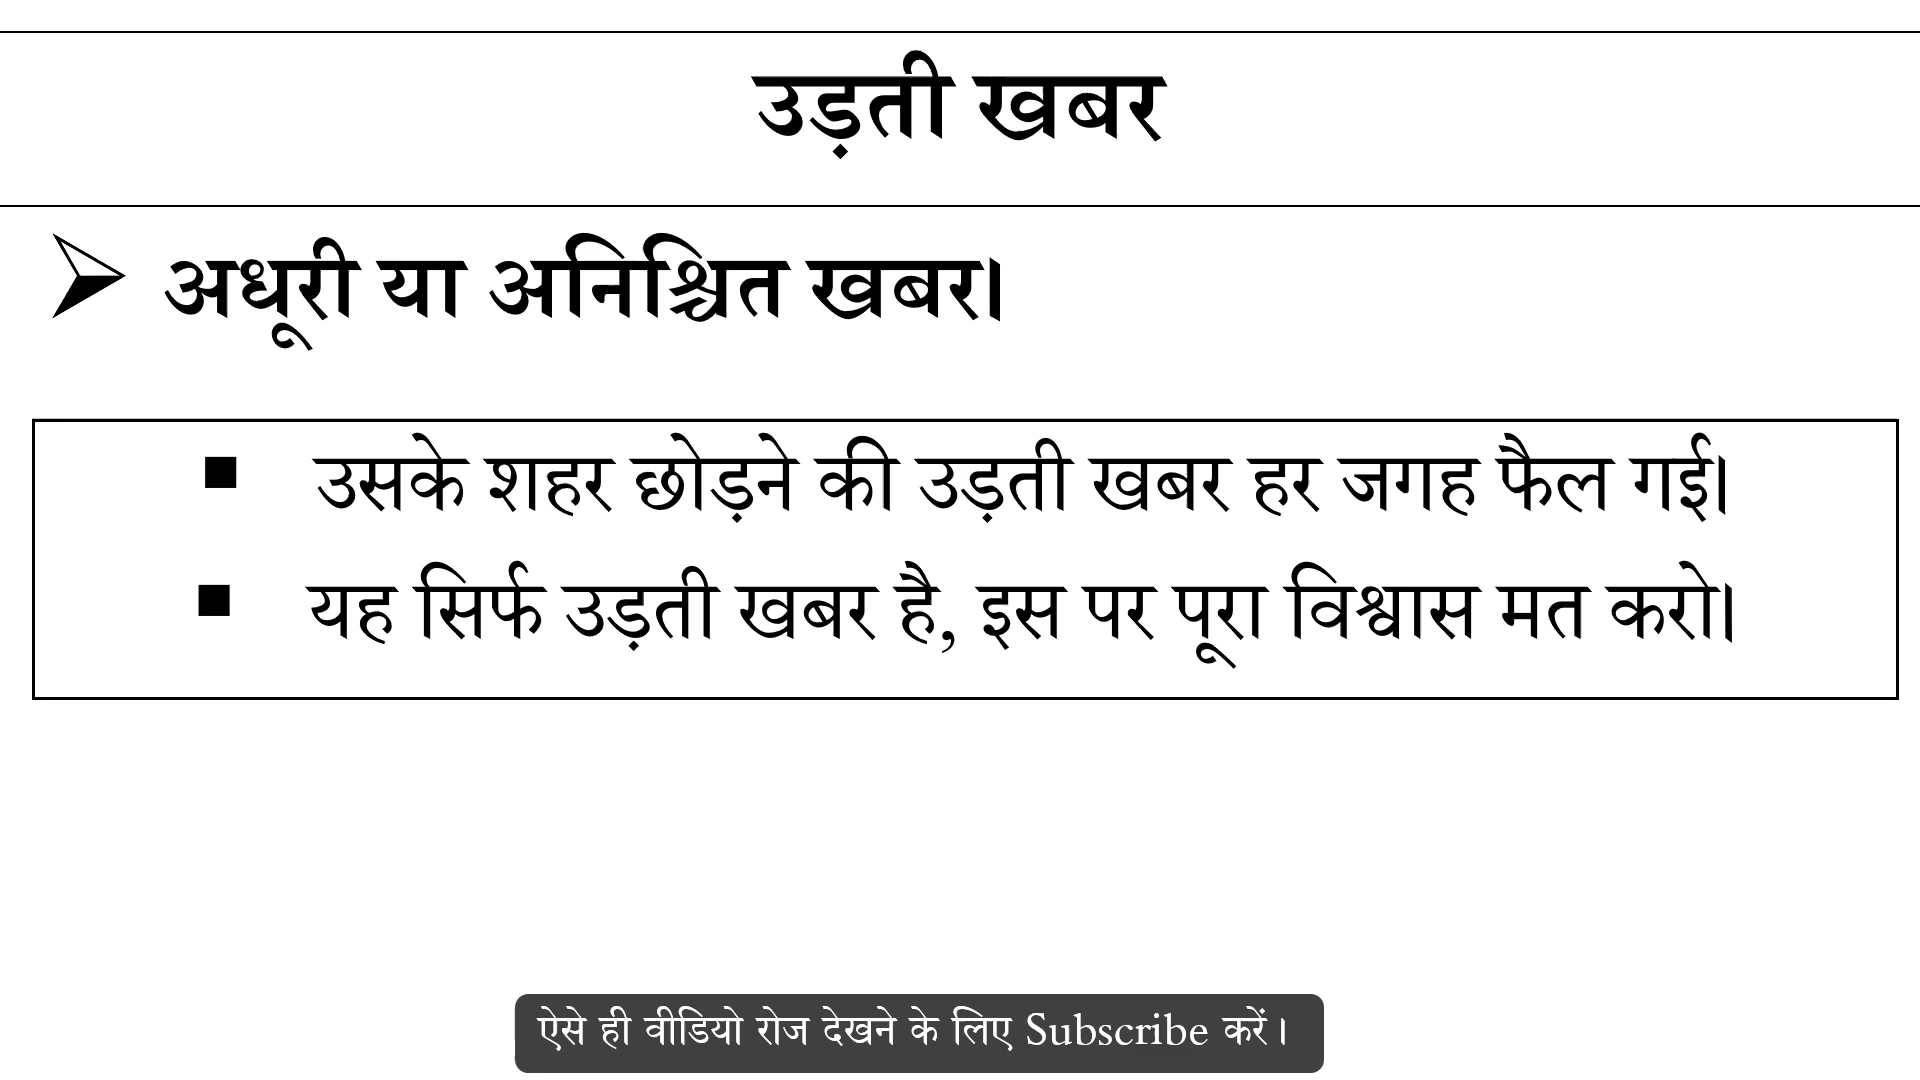 उड़ती खबर
अधूरी या अनिश्चित खबर।
उसके शहर छोड़ने की उड़ती खबर हर जगह फैल गई।
यह सिर्फ उड़ती खबर है, इस पर पूरा विश्वास मत करो।
ऐसे ही वीडियो रोज देखने के लिए Subscribe करें।